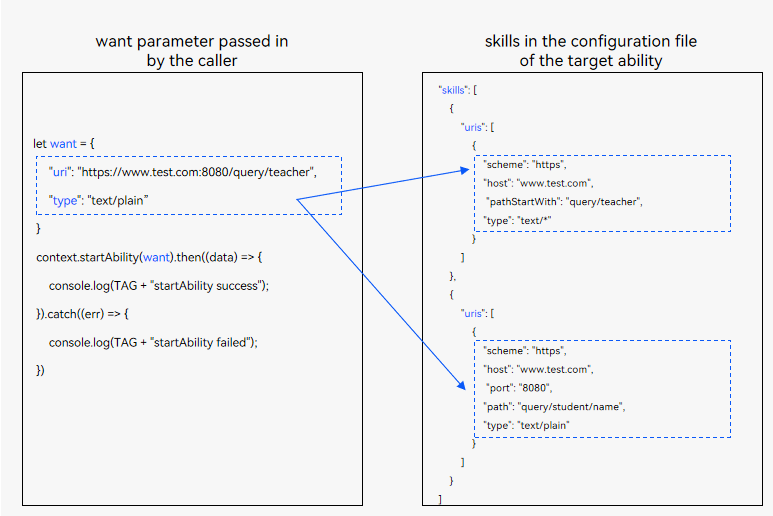 want parameter passed in
by the caller
let want = {
"uri": "https://www.test.com:8080/query/teacher",
"type": "text/plain”
}
context.startAbility(want).then((data) => {
console.log(TAG + "startAbility success");
}).catch((err) => {
console.log(TAG + "startAbility failed");
})
skills in the configuration file
of the target ability
"skills": [
{
"uris": [
{
"scheme": "https",
"host": "www.test.com",
"pathStartWith": "query/teacher",
"type": "text/*"
}
]
},
{
"uris": [
{
"scheme": "https",
"host": "www.test.com",
"port": "8080",
"path": "query/student/name",
"type": "text/plain"
}
]
}
]